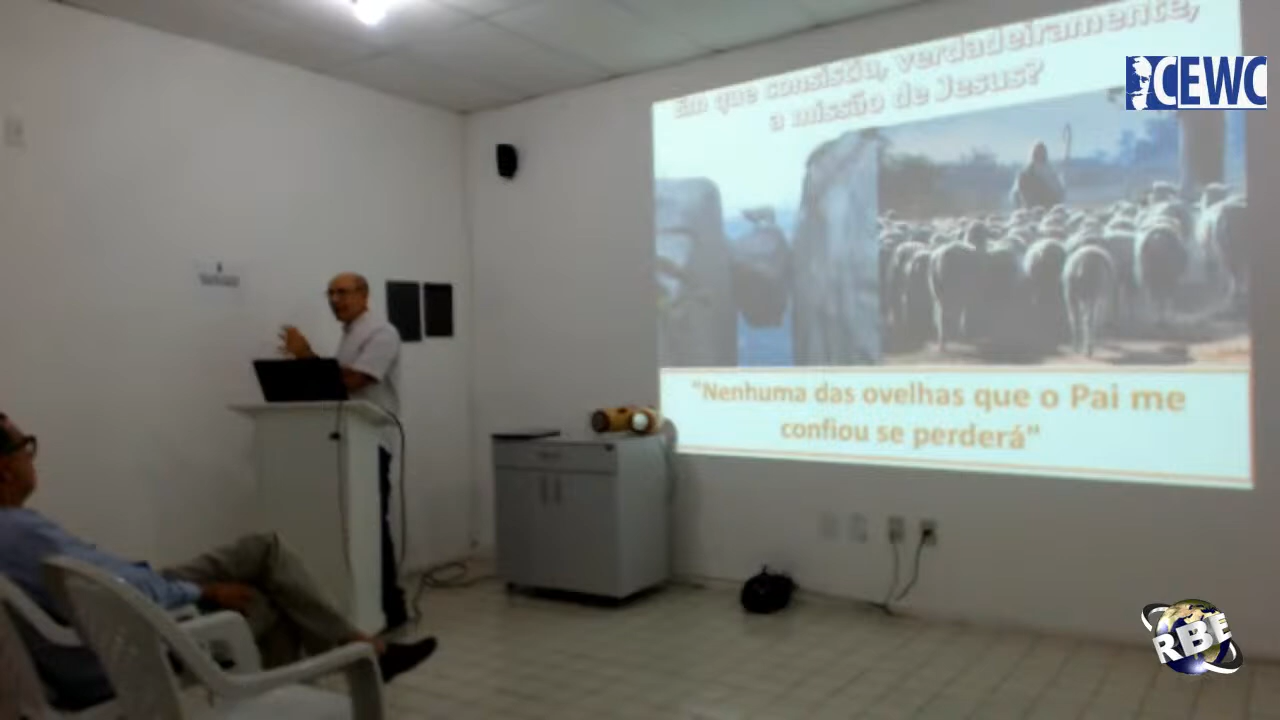 Em que consistiu, verdadeiramente,
a missão de Jesus?
CEWC
"Nenhuma das ovelhas que o Pai me
confiou se perderá"
RBE